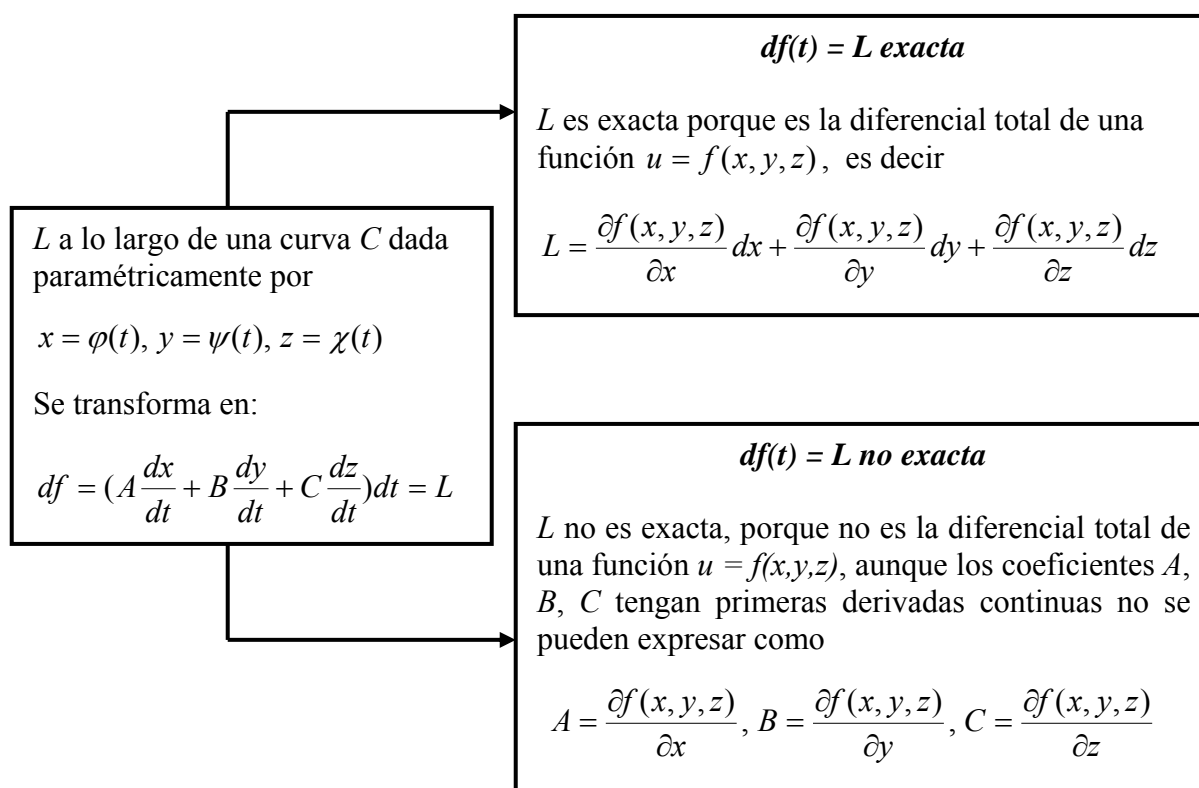 L a lo largo de una curva C dada
paramétricamente por
x = φ(t), y = ψ(t), z = χ(t)
Se transforma en:
df = (A dx/dt + B dy/dt + C dz/dt)dt = L
df(t) = L exacta
L es exacta porque es la diferencial total de una
función u = f(x, y, z), es decir
L = ∂f(x, y, z)/∂x dx + ∂f(x, y, z)/∂y dy + ∂f(x, y, z)/∂z dz
df(t) = L no exacta
L no es exacta, porque no es la diferencial total de
una función u = f(x,y,z), aunque los coeficientes A,
B, C tengan primeras derivadas continuas no se
pueden expresar como
A = ∂f(x, y, z)/∂x, B = ∂f(x, y, z)/∂y, C = ∂f(x, y, z)/∂z